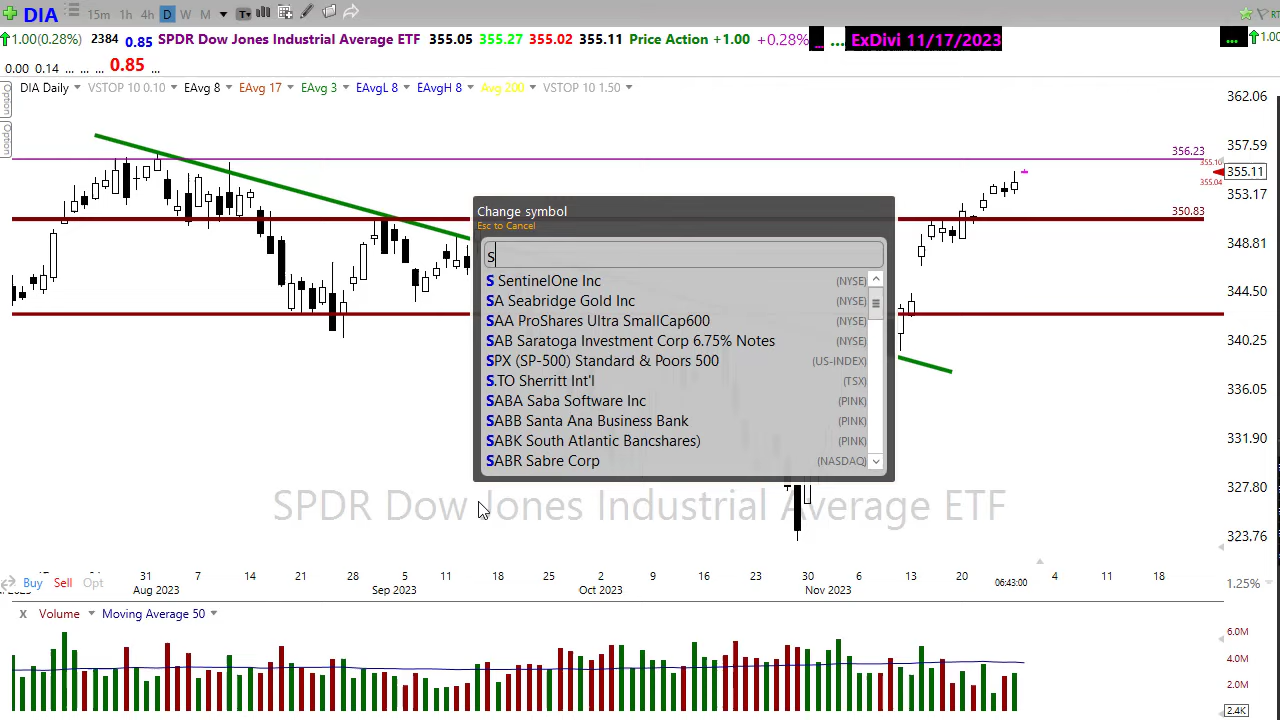 DIA 15m 1h 4h D W M T RT
1.00(0.28%) 2384 0.85 SPDR Dow Jones Industrial Average ETF 355.05 355.27 355.02 355.11 Price Action +1.00 +0.28% ... ... ExDivi 11/17/2023 ... 1.00
0.00 0.14 ... ... ... 0.85 ...
DIA Daily VSTOP 10 0.10 EAvg 8 EAvg 17 EAvg 3 EAvgL 8 EAvgH 8 Avg 200 VSTOP 10 1.50
Option
Option
362.06
357.59
356.23
355.10
355.11
355.04
353.17
350.83
348.81
344.50
340.25
336.05
331.90
327.80
323.76
Change symbol
Esc to Cancel
s
S SentinelOne Inc (NYSE)
SA Seabridge Gold Inc (NYSE)
SAA ProShares Ultra SmallCap600 (NYSE)
SAB Saratoga Investment Corp 6.75% Notes (NYSE)
SPX (SP-500) Standard & Poors 500 (US-INDEX)
S.TO Sherritt Int'l (TSX)
SABA Saba Software Inc (PINK)
SABB Santa Ana Business Bank (PINK)
SABK South Atlantic Bancshares) (PINK)
SABR Sabre Corp (NASDAQ)
SPDR Dow Jones Industrial Average ETF
31 7 14 21 28 5 11 18 25 2 9 16 23 30 6 13 20 06:43:00 4 11 18
Buy Sell Opt 1.25%
Aug 2023 Sep 2023 Oct 2023 Nov 2023
X Volume Moving Average 50
6.0M
4.0M
2.0M
2.4K